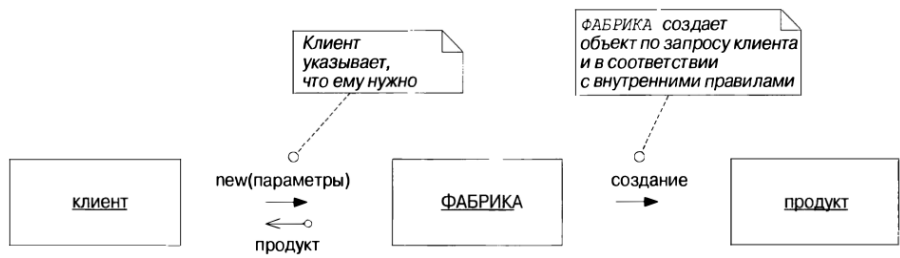 Клиент
указывает,
что ему нужно
ФАБРИКА создает
объект по запросу клиента
и в соответствии
с внутренними правилами
клиент
new(параметры)
продукт
ФАБРИКА
создание
продукт